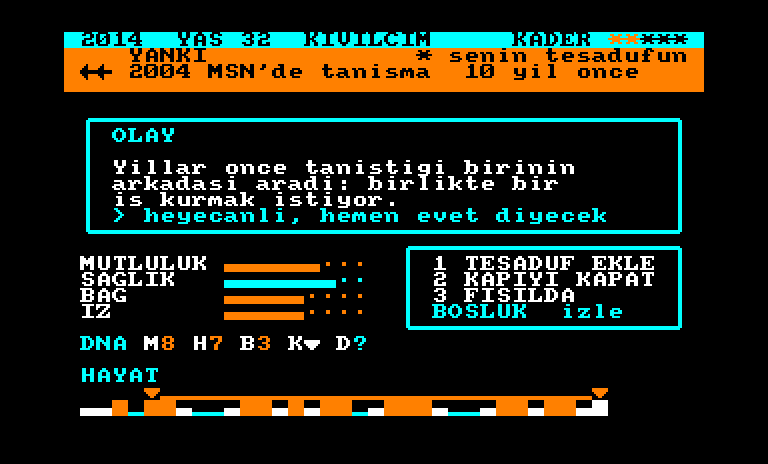 2014 YAS 32 KIVILCIM KADER *****
YANKI * senin tesadufun
2004 MSN'de tanisma 10 yil once
OLAY
Yillar once tanistigi birinin
arkadasi aradi: birlikte bir
is kurmak istiyor.
> heyecanli, hemen evet diyecek
MUTLULUK
SAGLIK
BAG
IZ
1 TESADUF EKLE
2 KAPIYI KAPAT
3 FISILDA
BOSLUK izle
DNA M8 H7 B3 K D?
HAYAT